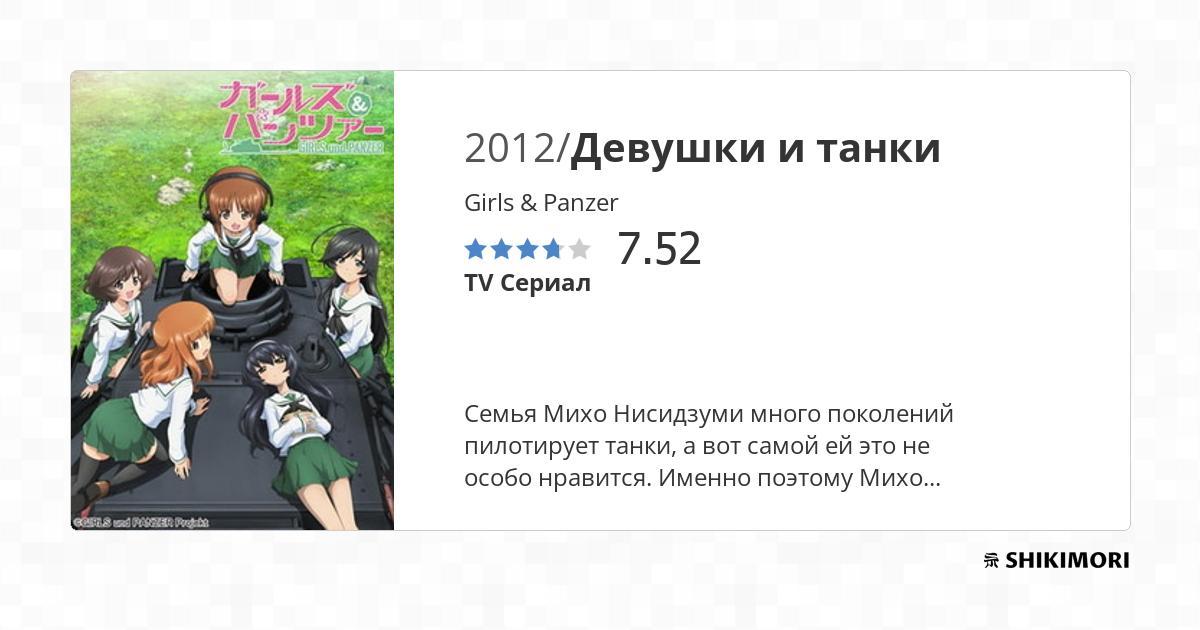 ガールズ
&
パンツァー
GIRLS und PANZER
2012/Девушки и танки
Girls & Panzer
7.52
TV Сериал
Семья Михо Нисидзуми много поколений
пилотирует танки, а вот самой ей это не
особо нравится. Именно поэтому Михо...
©GIRLS und PANZER Projekt
SHIKIMORI